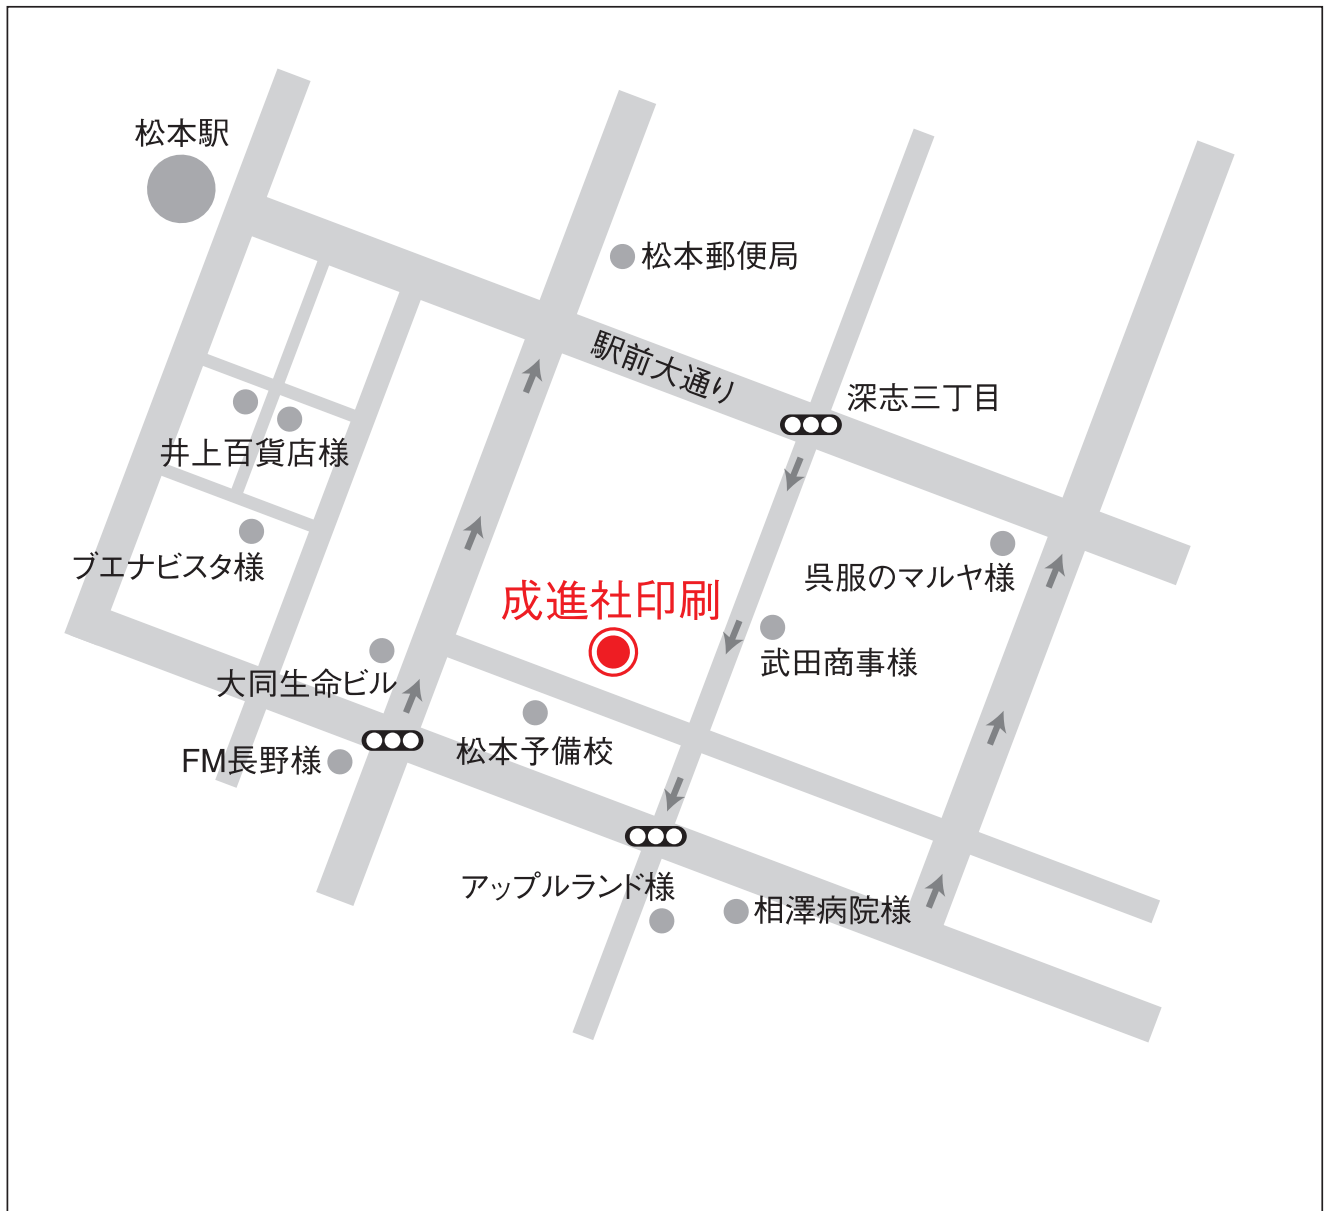 松本駅
松本郵便局
駅前大通り
深志三丁目
井上百貨店様
ブエナビスタ様
呉服のマルヤ様
成進社印刷
武田商事様
大同生命ビル
FM長野様
松本予備校
アップルランド様
相澤病院様